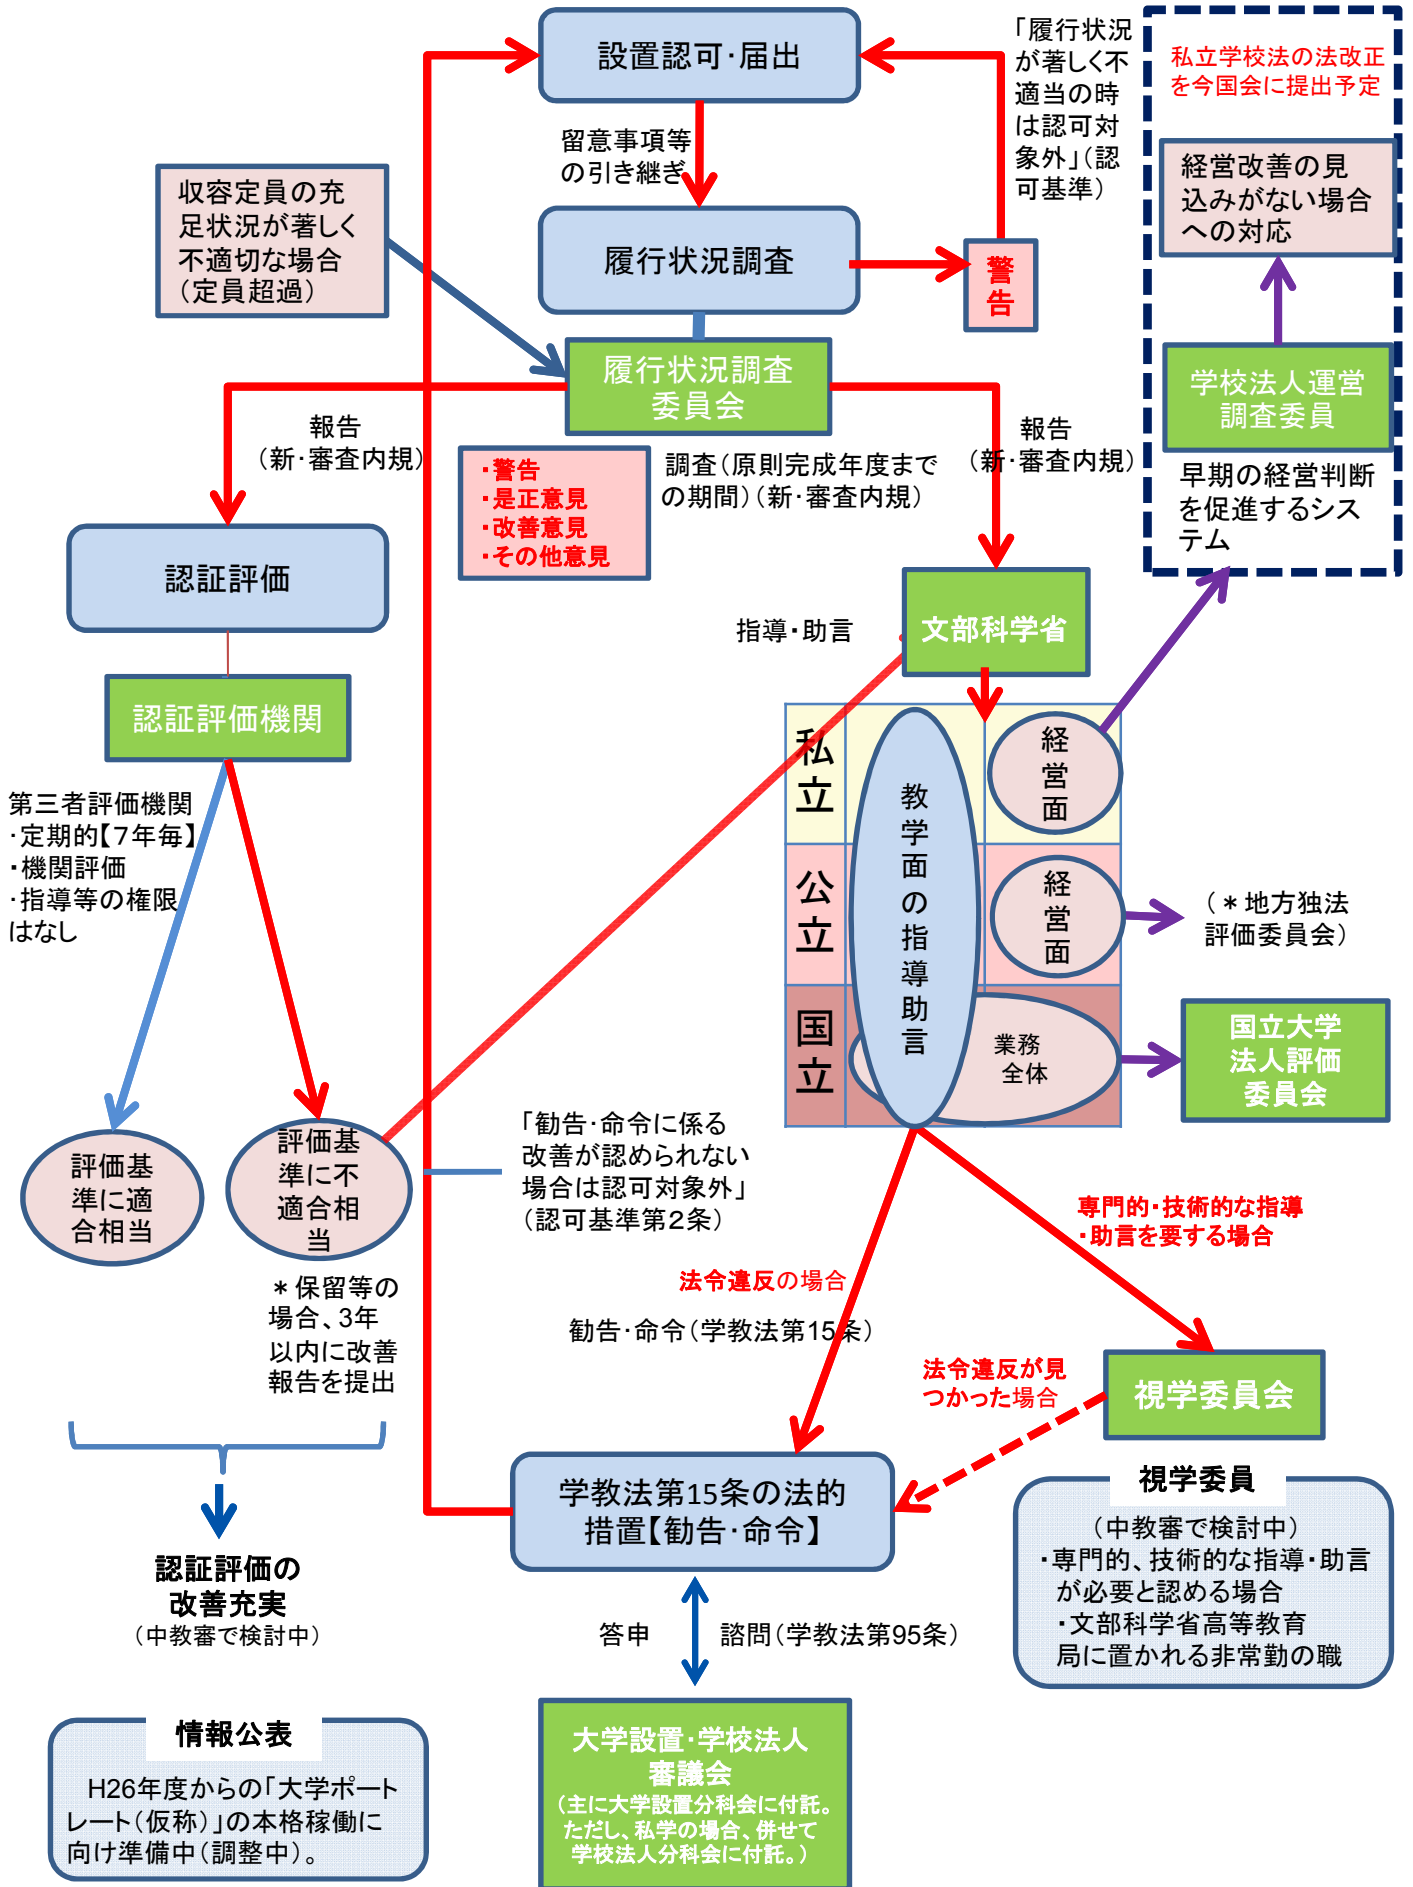 設置認可・届出
「履行状況
が著しく不
適当の時
は認可対
象外」（認
可基準）
私立学校法の法改正
を今国会に提出予定
留意事項等
の引き継ぎ
経営改善の見
込みがない場合
への対応
収容定員の充
足状況が著しく
不適切な場合
（定員超過）
履行状況調査
警
告
履行状況調査
委員会
学校法人運営
調査委員
報告
（新・審査内規）
・警告
・是正意見
・改善意見
・その他意見
調査（原則完成年度まで
の期間）（新・審査内規）
報告
（新・審査内規）
早期の経営判断
を促進するシス
テム
認証評価
指導・助言
文部科学省
認証評価機関
第三者評価機関
・定期的【７年毎】
・機関評価
・指導等の権限
はなし
私
立
公
立
国
立
教
学
面
の
指
導
助
言
経
営
面
経
営
面
業務
全体
（＊地方独法
評価委員会）
国立大学
法人評価
委員会
評価基
準に適
合相当
評価基
準に不
適合相
当
＊保留等の
場合、3年
以内に改善
報告を提出
「勧告・命令に係る
改善が認められない
場合は認可対象外」
（認可基準第２条）
専門的・技術的な指導
・助言を要する場合
法令違反の場合
勧告・命令（学教法第15条）
法令違反が見
つかった場合
視学委員会
学教法第15条の法的
措置【勧告・命令】
視学委員
（中教審で検討中）
・専門的、技術的な指導・助言
が必要と認める場合
・文部科学省高等教育
局に置かれる非常勤の職
認証評価の
改善充実
（中教審で検討中）
答申
諮問（学教法第95条）
情報公表
H26年度からの「大学ポート
レート（仮称）」の本格稼働に
向け準備中（調整中）。
大学設置・学校法人
審議会
（主に大学設置分科会に付託。
ただし、私学の場合、併せて
学校法人分科会に付託。）